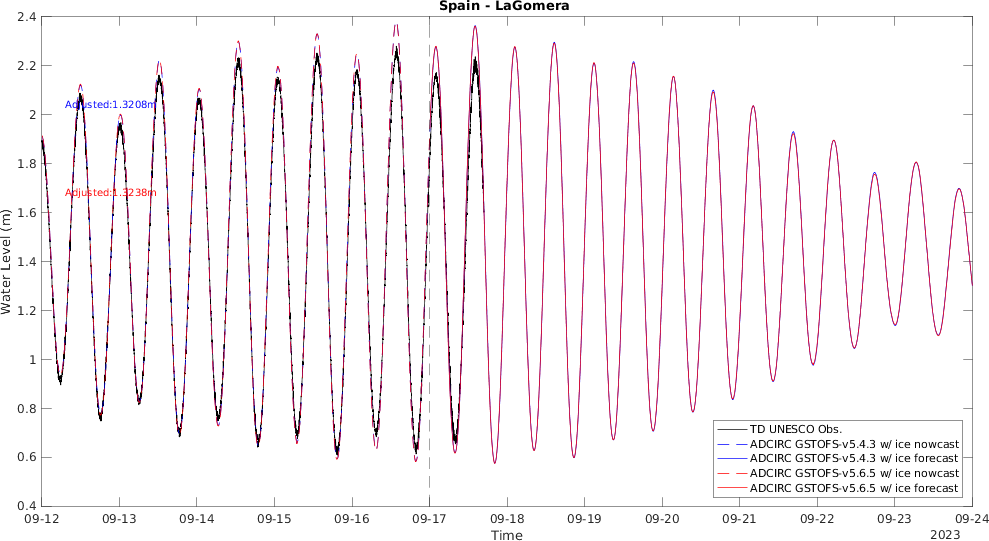 Spain - LaGomera
2.4
2.2
2
1.8
1.6
1.4
1.2
1
0.8
0.6
0.4
Water Level (m)
Adjusted:1.3208m
Adjusted:1.3238m
TD UNESCO Obs.
ADCIRC GSTOFS-v5.4.3 w/ ice nowcast
ADCIRC GSTOFS-v5.4.3 w/ ice forecast
ADCIRC GSTOFS-v5.6.5 w/ ice nowcast
ADCIRC GSTOFS-v5.6.5 w/ ice forecast
09-12 09-13 09-14 09-15 09-16 09-17 09-18 09-19 09-20 09-21 09-22 09-23 09-24
Time
2023